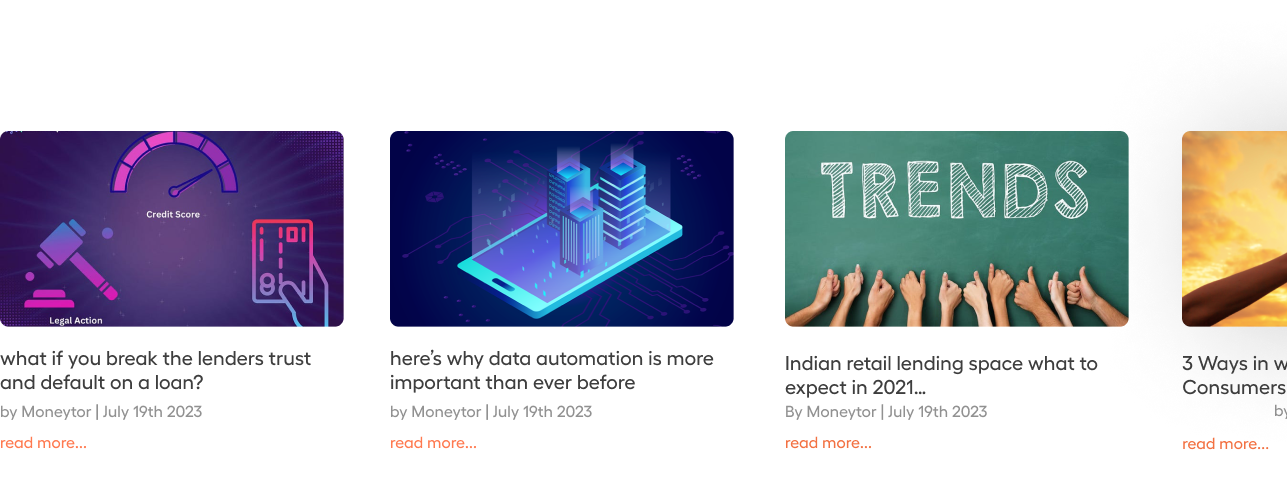 Credit Score
Legal Action
what if you break the lenders trust
and default on a loan?
by Moneytor | July 19th 2023
read more...
here’s why data automation is more
important than ever before
by Moneytor | July 19th 2023
read more...
TRENDS
Indian retail lending space what to
expect in 2021...
By Moneytor | July 19th 2023
read more...
3 Ways in
Consumers
by
read more...